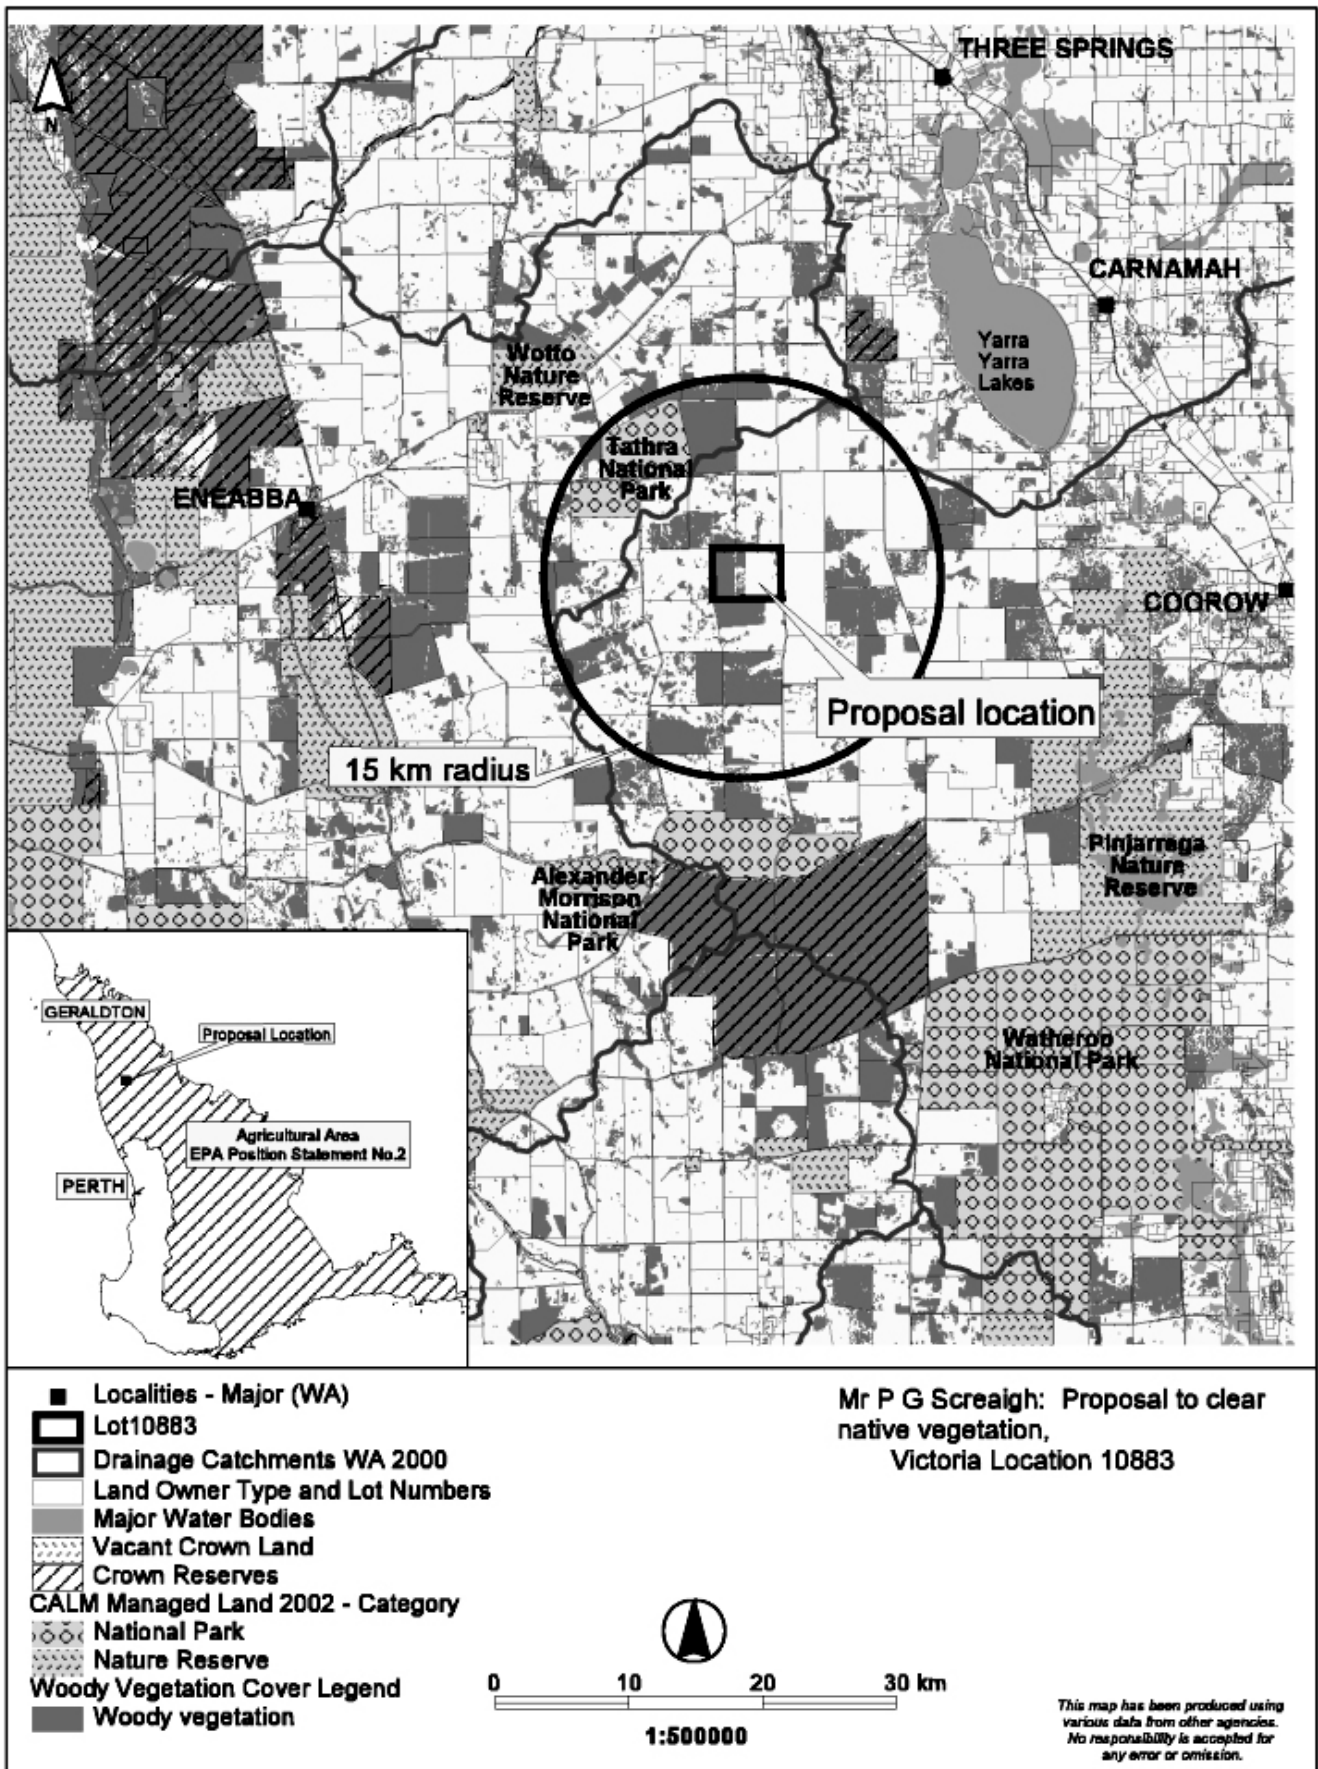 THREE SPRINGS
N
CARNAMAH
Yarra
Yarra
Lakes
Wotto
Nature
Reserve
Tathra
National
Park
ENEABBA
COOROW
Proposal location
15 km radius
Pinjarrega
Nature
Reserve
Alexander
Morrison
National
Park
Watheroo
National Park
GERALDTON
Proposal Location
Agricultural Area
EPA Position Statement No.2
PERTH
Localities - Major (WA)
Lot10883
Drainage Catchments WA 2000
Land Owner Type and Lot Numbers
Major Water Bodies
Vacant Crown Land
Crown Reserves
CALM Managed Land 2002 - Category
National Park
Nature Reserve
Woody Vegetation Cover Legend
Woody vegetation
Mr P G Screaigh: Proposal to clear
native vegetation,
Victoria Location 10883
0 10 20 30 km
1:500000
This map has been produced using
various data from other agencies.
No responsibility is accepted for
any error or omission.